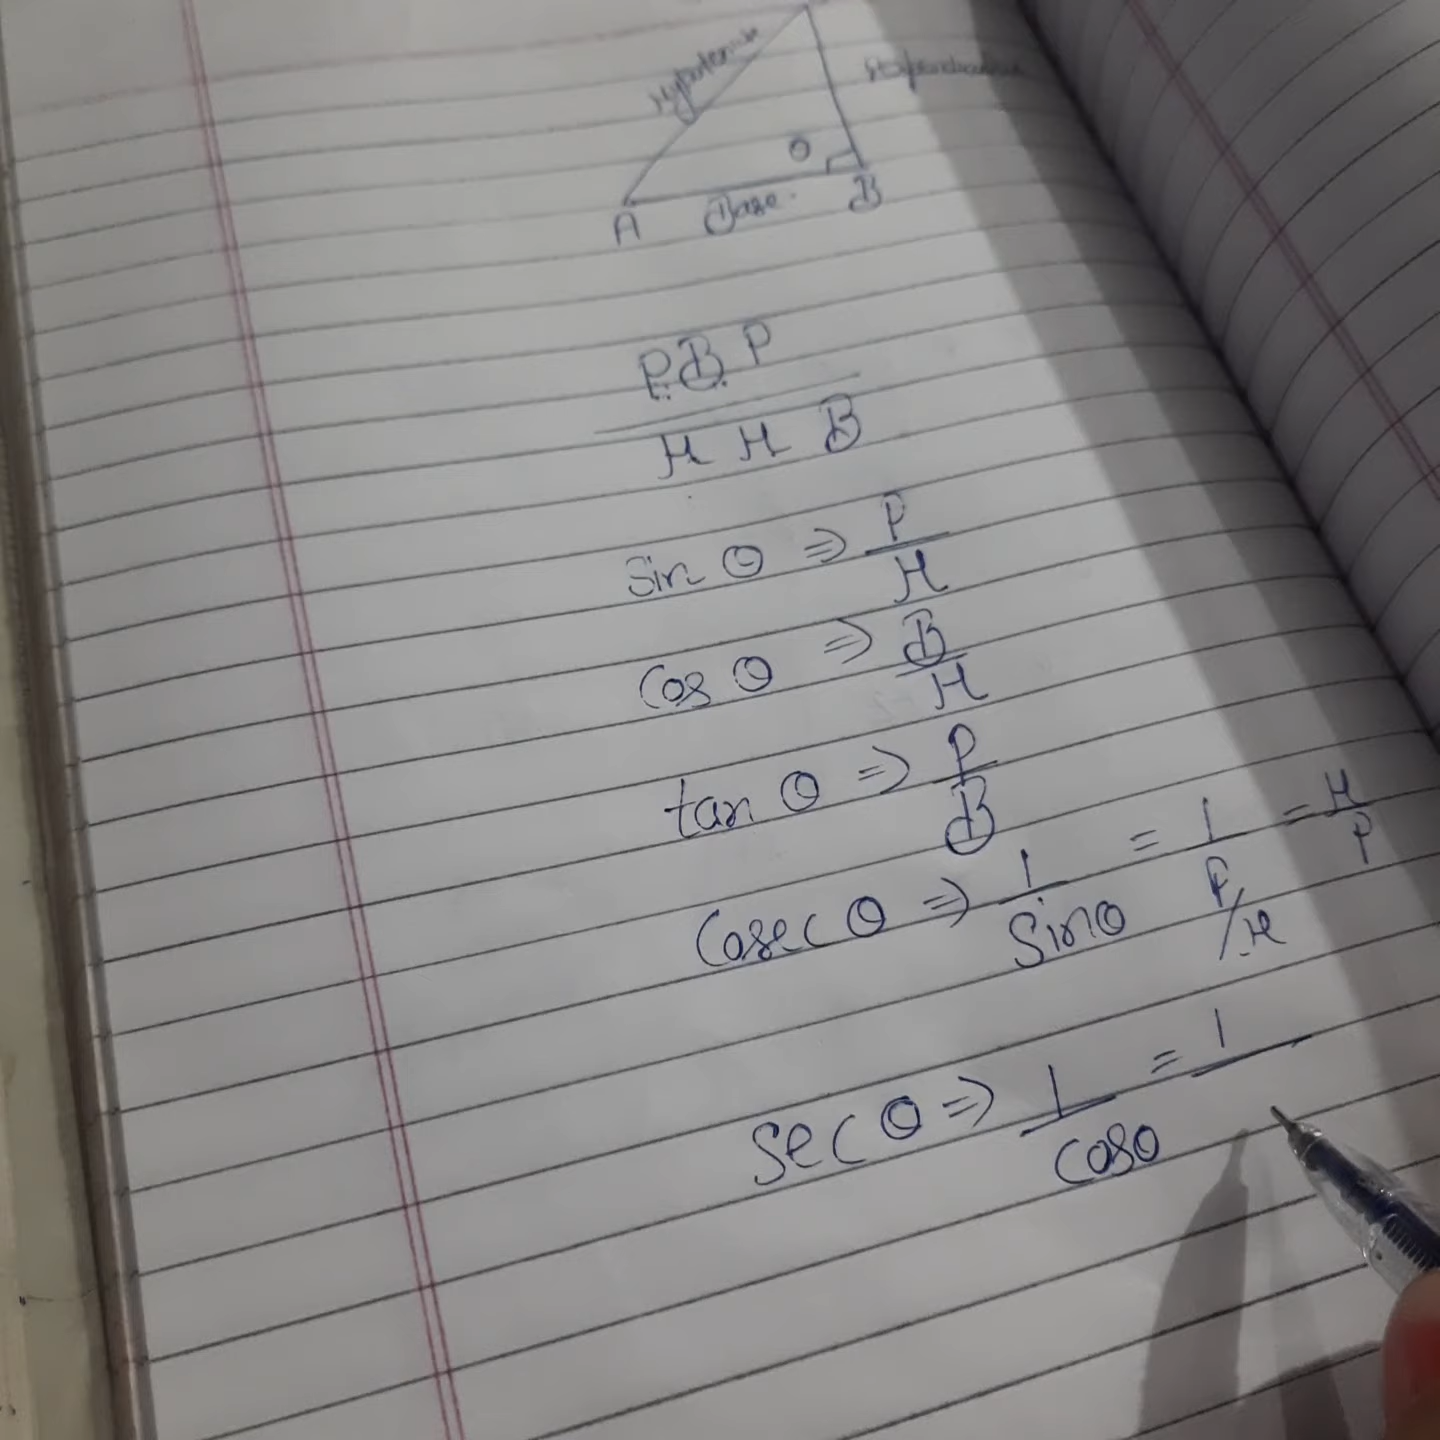 Hypotenuse
Perpendicular
θ
A Base B
P B P
H H B
Sin θ ⇒ P/H
Cos θ ⇒ B/H
tan θ ⇒ P/B
Cosec θ ⇒ 1/Sinθ = 1/P/H = H/P
Sec θ ⇒ 1/Cosθ = 1